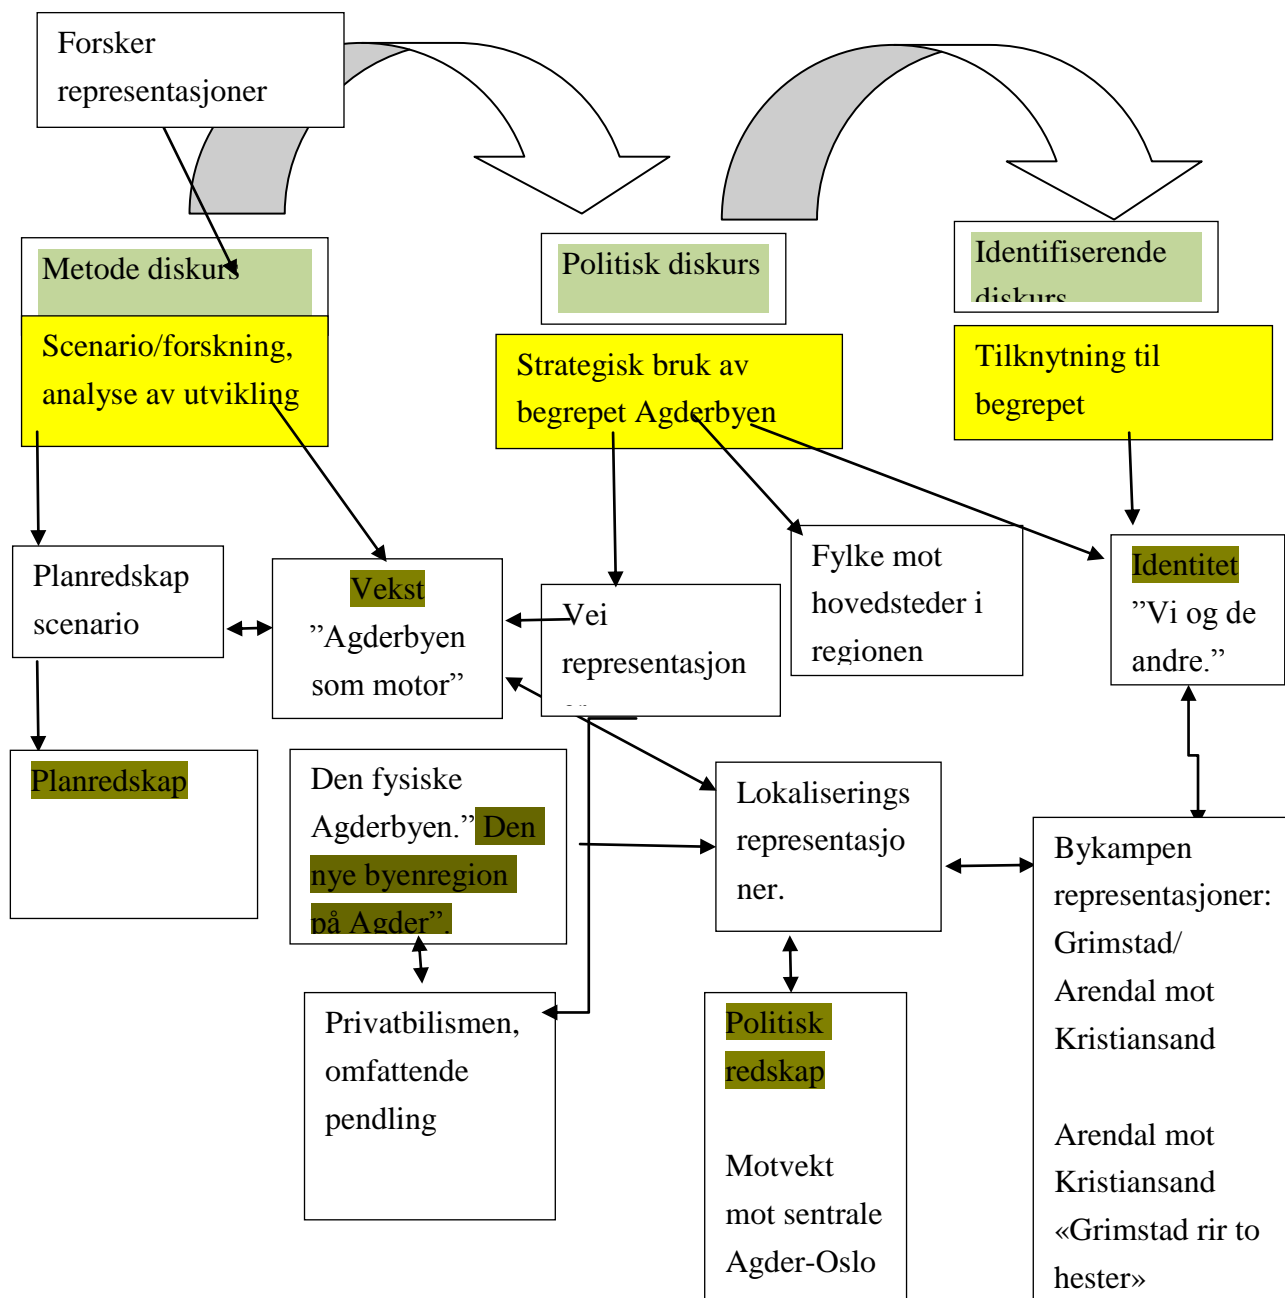 Forsker
representasjoner
Metode diskurs
Politisk diskurs
Identifiserende
diskurs
Scenario/forskning,
analyse av utvikling
Strategisk bruk av
begrepet Agderbyen
Tilknytning til
begrepet
Planredskap
scenario
Vekst
”Agderbyen
som motor”
Vei
representasjon
Fylke mot
hovedsteder i
regionen
Identitet
”Vi og de
andre.”
Planredskap
Den fysiske
Agderbyen.” Den
nye byenregion
på Agder”.
Lokaliserings
representasjo
ner.
Bykampen
representasjoner:
Grimstad/
Arendal mot
Kristiansand
Arendal mot
Kristiansand
«Grimstad rir to
hester»
Privatbilismen,
omfattende
pendling
Politisk
redskap
Motvekt
mot sentrale
Agder-Oslo